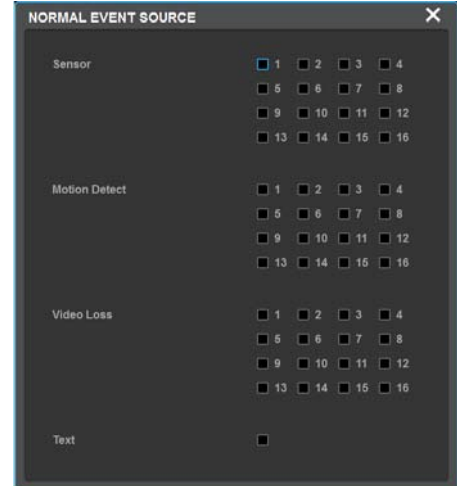 NORMAL EVENT SOURCE
Sensor 1 2 3 4
5 6 7 8
9 10 11 12
13 14 15 16
Motion Detect 1 2 3 4
5 6 7 8
9 10 11 12
13 14 15 16
Video Loss 1 2 3 4
5 6 7 8
9 10 11 12
13 14 15 16
Text